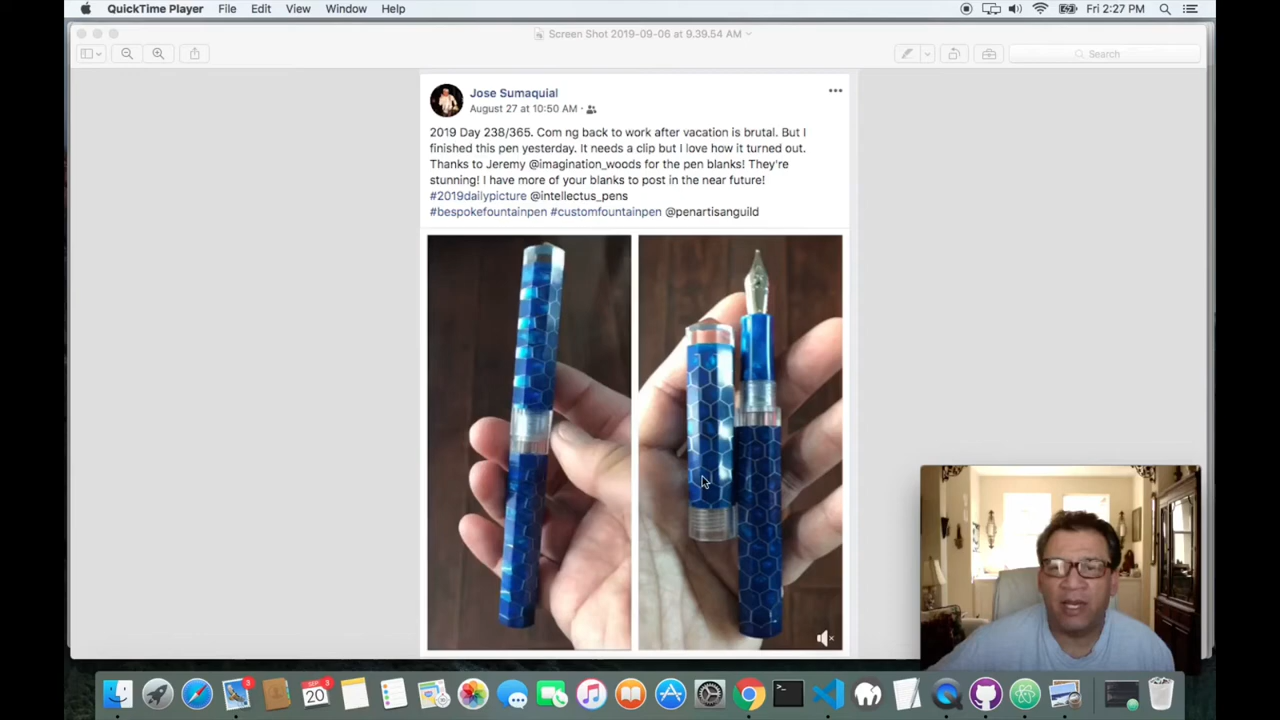 QuickTime Player File Edit View Window Help Fri 2:27 PM
Screen Shot 2019-09-06 at 9.39.54 AM
Search
Jose Sumaquial
August 27 at 10:50 AM ·
2019 Day 238/365. Com ng back to work after vacation is brutal. But I
finished this pen yesterday. It needs a clip but I love how it turned out.
Thanks to Jeremy @imagination_woods for the pen blanks! They're
stunning! I have more of your blanks to post in the near future!
#2019dailypicture @intellectus_pens
#bespokefountainpen #customfountainpen @penartisanguild
3 SEP 3
20